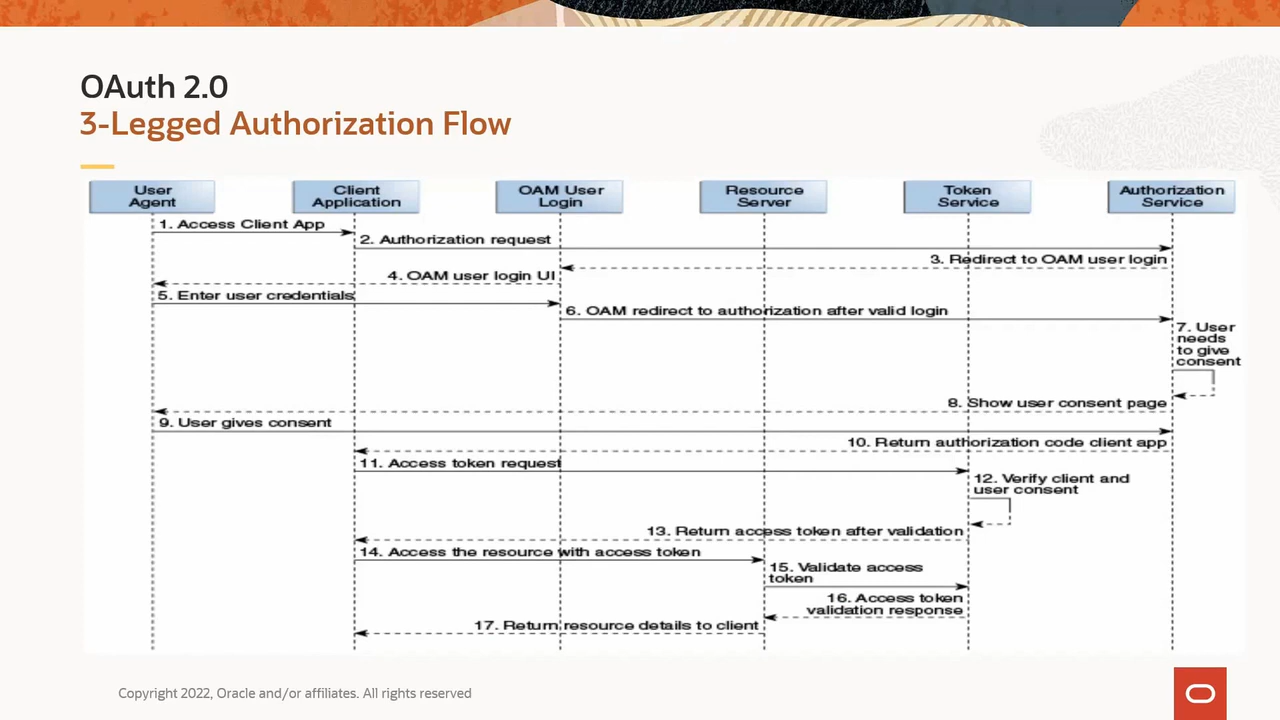 OAuth 2.0
3-Legged Authorization Flow
User
Agent
Client
Application
OAM User
Login
Resource
Server
Token
Service
Authorization
Service
1. Access Client App
2. Authorization request
3. Redirect to OAM user login
4. OAM user login UI
5. Enter user credentials
6. OAM redirect to authorization after valid login
7. User
needs
to give
consent
8. Show user consent page
9. User gives consent
10. Return authorization code client app
11. Access token request
12. Verify client and
user consent
13. Return access token after validation
14. Access the resource with access token
15. Validate access
token
16. Access token
validation response
17. Return resource details to client
Copyright 2022, Oracle and/or affiliates. All rights reserved